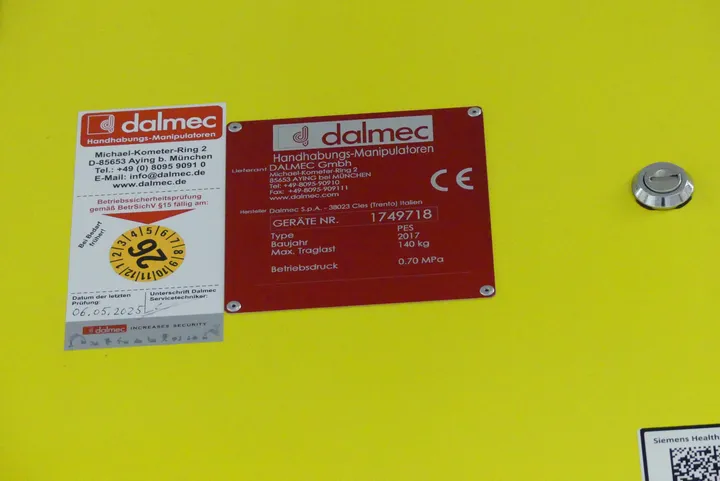 dalmec
Handhabungs-Manipulatoren
Michael-Kometer-Ring 2
D-85653 Aying b. München
Tel.: +49 (0) 8095 9091 0
E-Mail: info@dalmec.de
www.dalmec.de
Betriebssicherheitsprüfung
gemäß BetrSichV §15 fällig am:
Bei Bedarf
früher!
1 2 3 4 5 6 7 8 9 10 11 12
26
Datum der letzten
Prüfung:
Unterschrift Dalmec
Servicetechniker:
06.05.2025
dalmec INCREASES SECURITY
dalmec
Handhabungs-Manipulatoren
Lieferant DALMEC GmbH
Michael-Kometer-Ring 2
85653 AYING bei MÜNCHEN
Tel: +49-8095-90910
Fax: +49-8095-909111
www.dalmec.com
CE
Hersteller Dalmec S.p.A. - 38023 Cles (Trento) Italien
GERÄTE NR. 1749718
Type PES
Baujahr 2017
Max. Traglast 140 kg
Betriebsdruck 0.70 MPa
Siemens Health